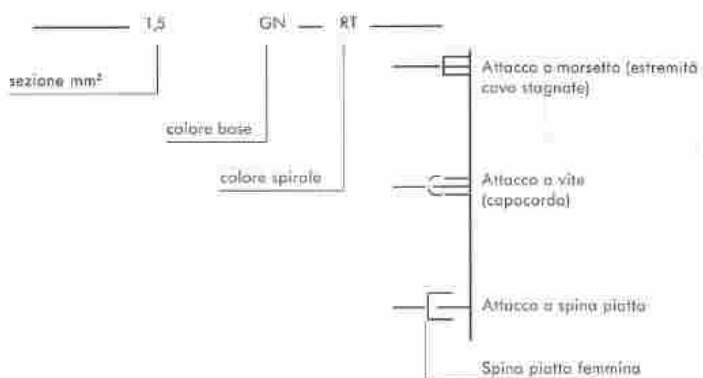 1,5 GN RT
sezione mm²
colore base
colore spirale
Attacco a morsetto (estremità
cavo stagnate)
Attacco a vite
(capocorda)
Attacco a spina piatta
Spina piatta femmina